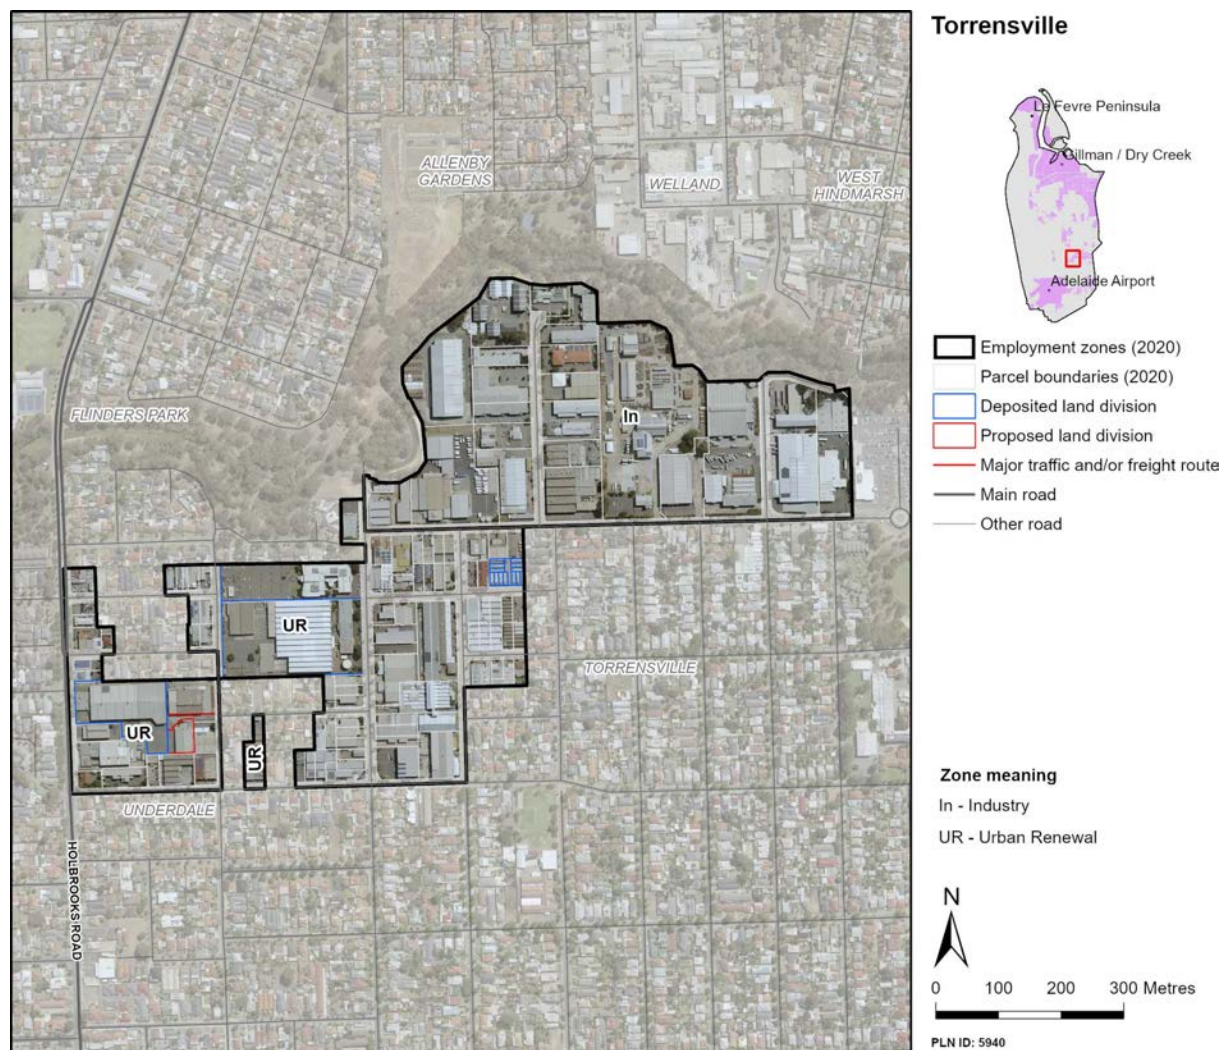 Torrensville
Le Fevre Peninsula
Gillman / Dry Creek
Adelaide Airport
ALLENBY
GARDENS
WELLAND
WEST
HINDMARSH
FLINDERS PARK
In
UR
TORRENSVILLE
UR
UR
UNDERDALE
HOLBROOKS ROAD
Employment zones (2020)
Parcel boundaries (2020)
Deposited land division
Proposed land division
Major traffic and/or freight route
Main road
Other road
Zone meaning
In - Industry
UR - Urban Renewal
N
0 100 200 300 Metres
PLN ID: 5940